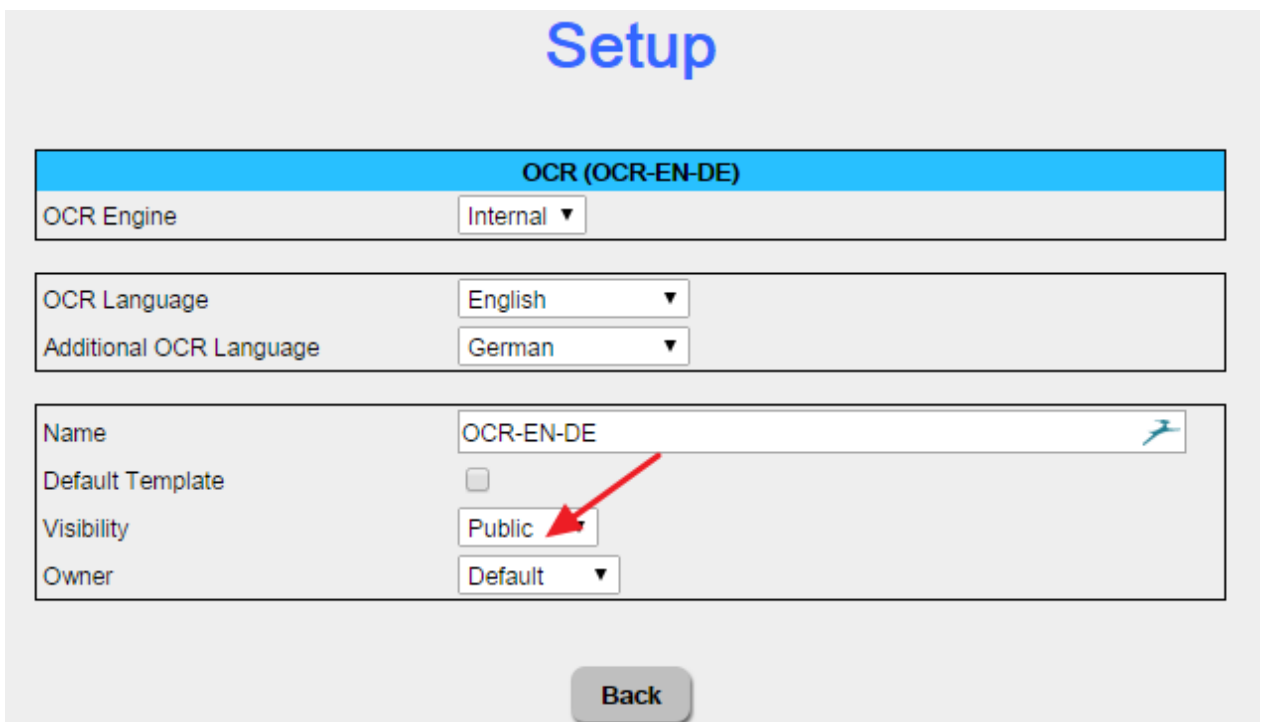 Setup
OCR (OCR-EN-DE)
OCR Engine Internal
OCR Language English
Additional OCR Language German
Name OCR-EN-DE
Default Template
Visibility Public
Owner Default
Back